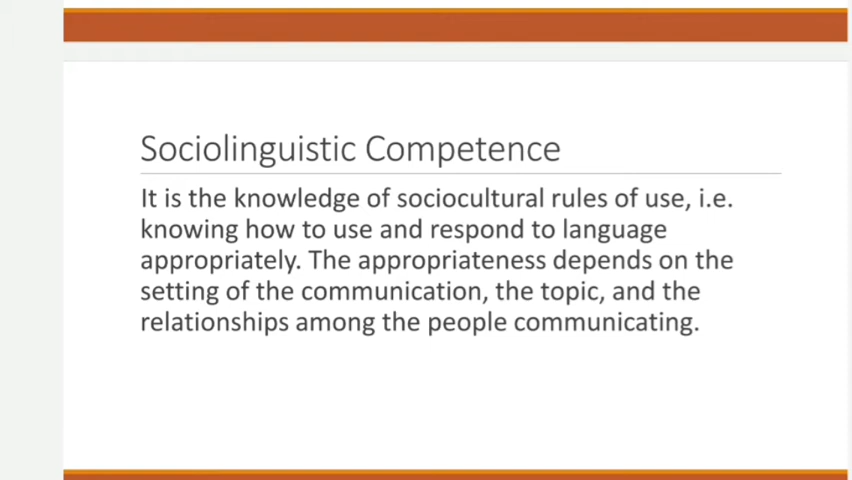 Sociolinguistic Competence
It is the knowledge of sociocultural rules of use, i.e.
knowing how to use and respond to language
appropriately. The appropriateness depends on the
setting of the communication, the topic, and the
relationships among the people communicating.